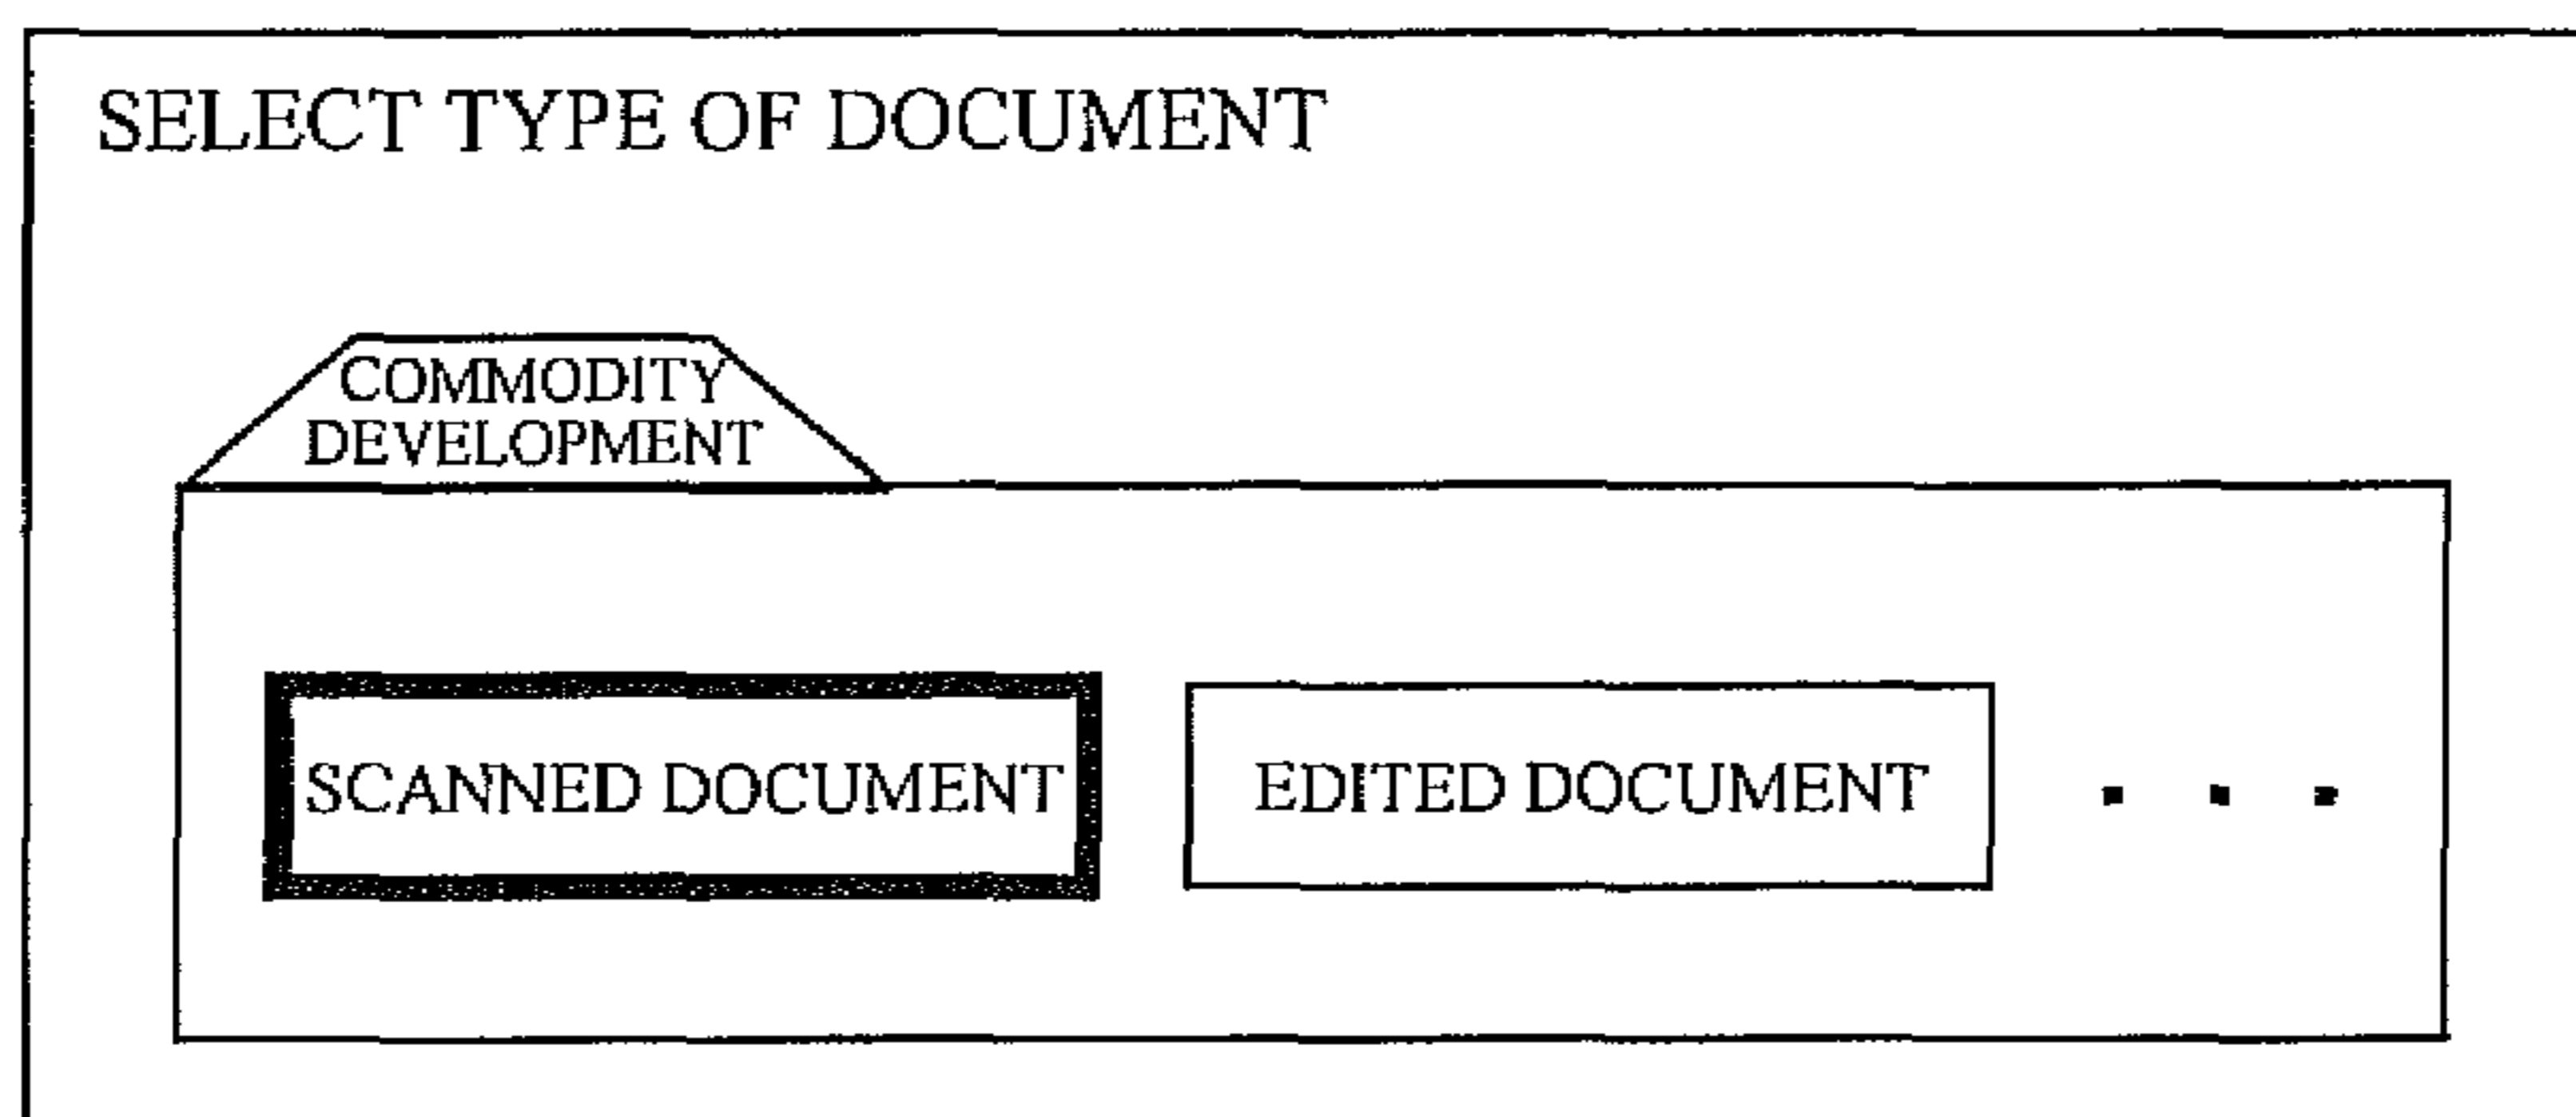 SELECT TYPE OF DOCUMENT
COMMODITY
DEVELOPMENT
SCANNED DOCUMENT
EDITED DOCUMENT